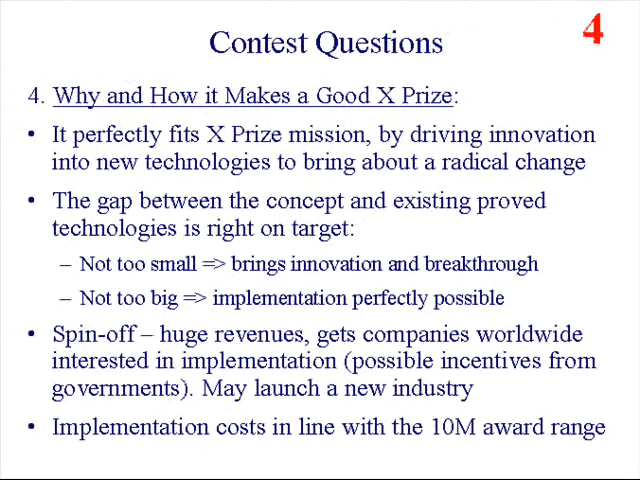 Contest Questions
4
4. Why and How it Makes a Good X Prize:
• It perfectly fits X Prize mission, by driving innovation
into new technologies to bring about a radical change
• The gap between the concept and existing proved
technologies is right on target:
– Not too small => brings innovation and breakthrough
– Not too big => implementation perfectly possible
• Spin-off – huge revenues, gets companies worldwide
interested in implementation (possible incentives from
governments). May launch a new industry
• Implementation costs in line with the 10M award range